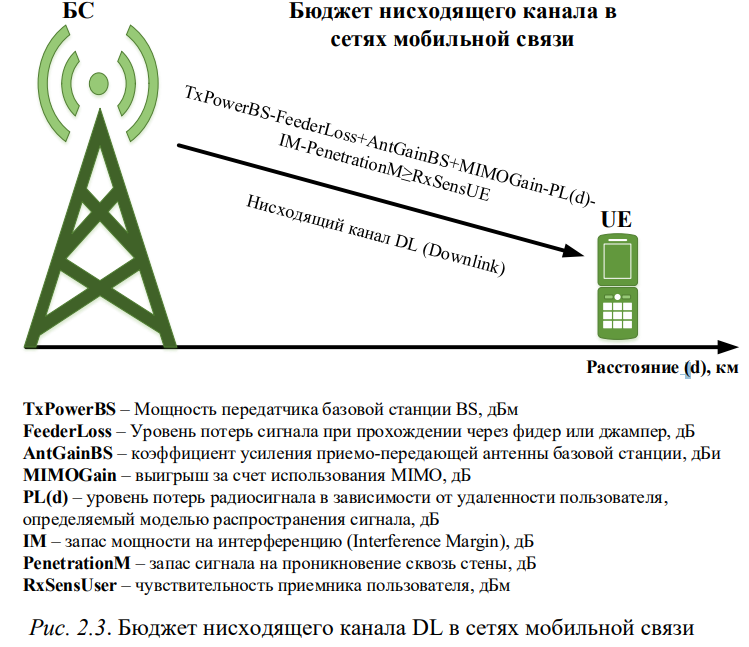 БС
Бюджет нисходящего канала в
сетях мобильной связи
TxPowerBS-FeederLoss+AntGainBS+MIMOGain-PL(d)-
IM-PenetrationM≥RxSensUE
Нисходящий канал DL (Downlink)
UE
Расстояние (d), км
TxPowerBS – Мощность передатчика базовой станции BS, дБм
FeederLoss – Уровень потерь сигнала при прохождении через фидер или джампер, дБ
AntGainBS – коэффициент усиления приемо-передающей антенны базовой станции, дБи
MIMOGain – выигрыш за счет использования MIMO, дБ
PL(d) – уровень потерь радиосигнала в зависимости от удаленности пользователя,
определяемый моделью распространения сигнала, дБ
IM – запас мощности на интерференцию (Interference Margin), дБ
PenetrationM – запас сигнала на проникновение сквозь стены, дБ
RxSensUser – чувствительность приемника пользователя, дБм
Рис. 2.3. Бюджет нисходящего канала DL в сетях мобильной связи